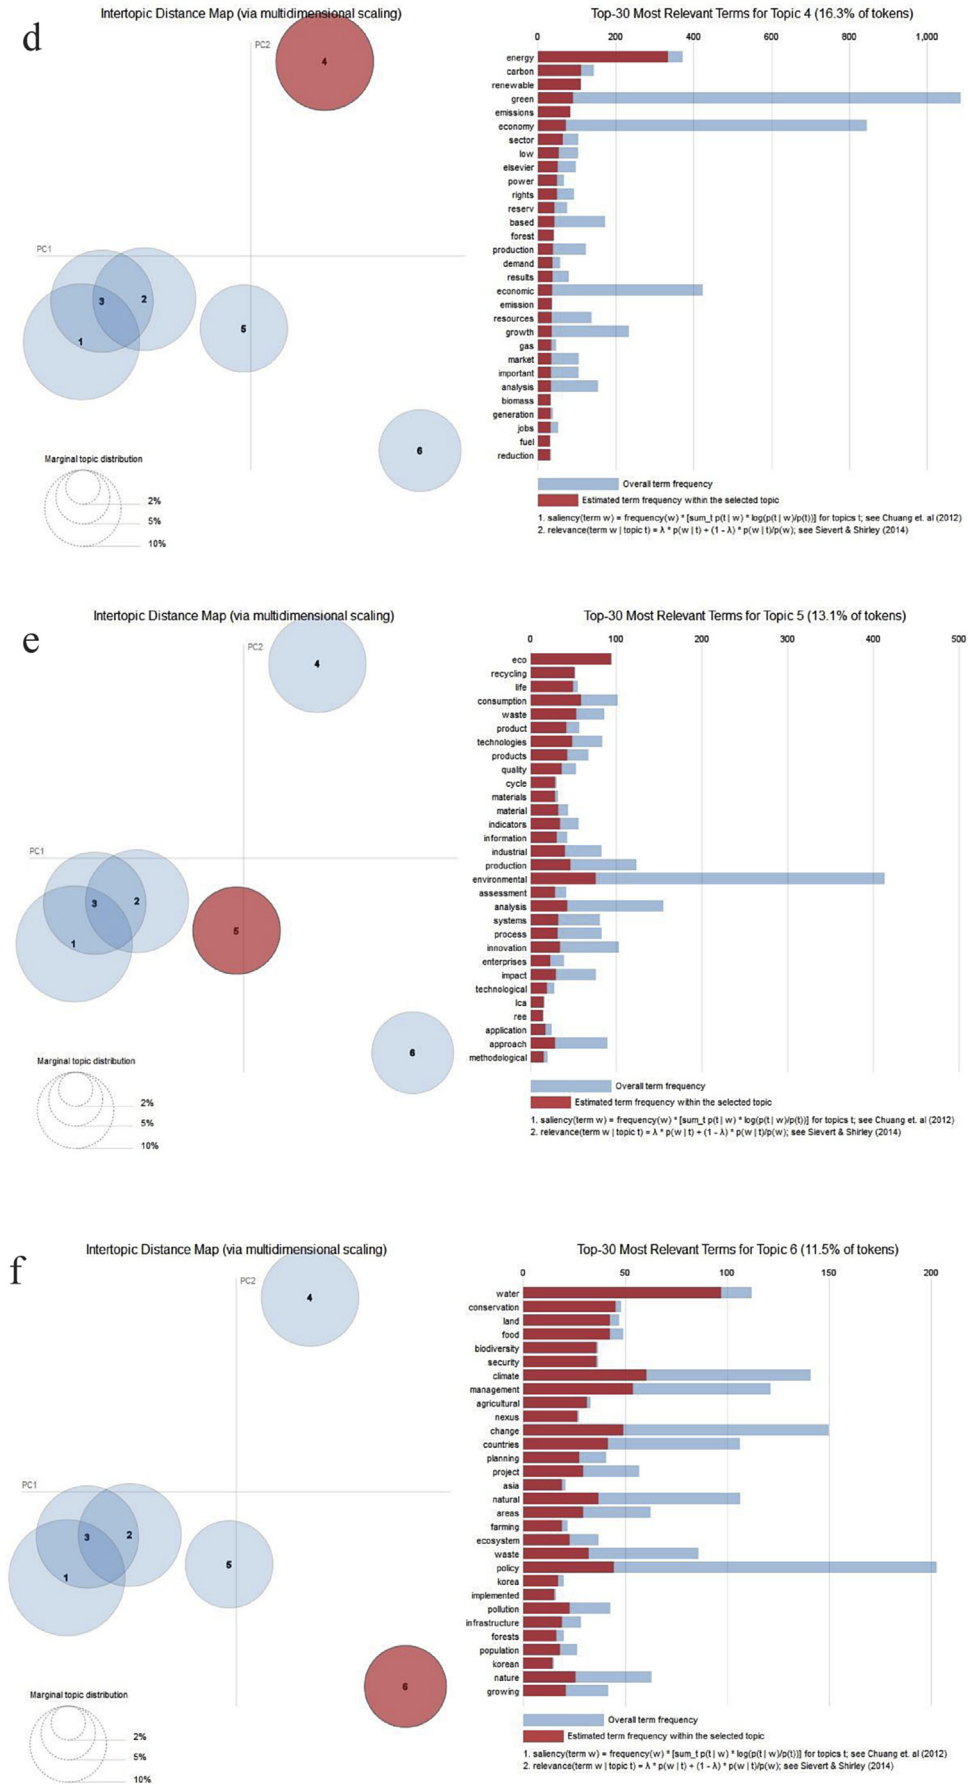 d
Intertopic Distance Map (via multidimensional scaling)
PC2
4
PC1
3
2
1
5
6
Marginal topic distribution
2%
5%
10%
Top-30 Most Relevant Terms for Topic 4 (16.3% of tokens)
0 200 400 600 800 1,000
energy
carbon
renewable
green
emissions
economy
sector
low
elsevier
power
rights
reserv
based
forest
production
demand
results
economic
emission
resources
growth
gas
market
important
analysis
biomass
generation
jobs
fuel
reduction
Overall term frequency
Estimated term frequency within the selected topic
1. saliency(term w) = frequency(w) * [sum_t p(t | w) * log(p(t | w)/p(t))] for topics t; see Chuang et. al (2012)
2. relevance(term w | topic t) = λ * p(w | t) + (1 - λ) * p(w | t)/p(w); see Sievert & Shirley (2014)
e
Intertopic Distance Map (via multidimensional scaling)
PC2
4
PC1
3
2
1
5
6
Marginal topic distribution
2%
5%
10%
Top-30 Most Relevant Terms for Topic 5 (13.1% of tokens)
0 100 200 300 400 500
eco
recycling
life
consumption
waste
product
technologies
products
quality
cycle
materials
material
indicators
information
industrial
production
environmental
assessment
analysis
systems
process
innovation
enterprises
impact
technological
lca
ree
application
approach
methodological
Overall term frequency
Estimated term frequency within the selected topic
1. saliency(term w) = frequency(w) * [sum_t p(t | w) * log(p(t | w)/p(t))] for topics t; see Chuang et. al (2012)
2. relevance(term w | topic t) = λ * p(w | t) + (1 - λ) * p(w | t)/p(w); see Sievert & Shirley (2014)
f
Intertopic Distance Map (via multidimensional scaling)
PC2
4
PC1
3
2
1
5
6
Marginal topic distribution
2%
5%
10%
Top-30 Most Relevant Terms for Topic 6 (11.5% of tokens)
0 50 100 150 200
water
conservation
land
food
biodiversity
security
climate
management
agricultural
nexus
change
countries
planning
project
asia
natural
areas
farming
ecosystem
waste
policy
korea
implemented
pollution
infrastructure
forests
population
korean
nature
growing
Overall term frequency
Estimated term frequency within the selected topic
1. saliency(term w) = frequency(w) * [sum_t p(t | w) * log(p(t | w)/p(t))] for topics t; see Chuang et. al (2012)
2. relevance(term w | topic t) = λ * p(w | t) + (1 - λ) * p(w | t)/p(w); see Sievert & Shirley (2014)